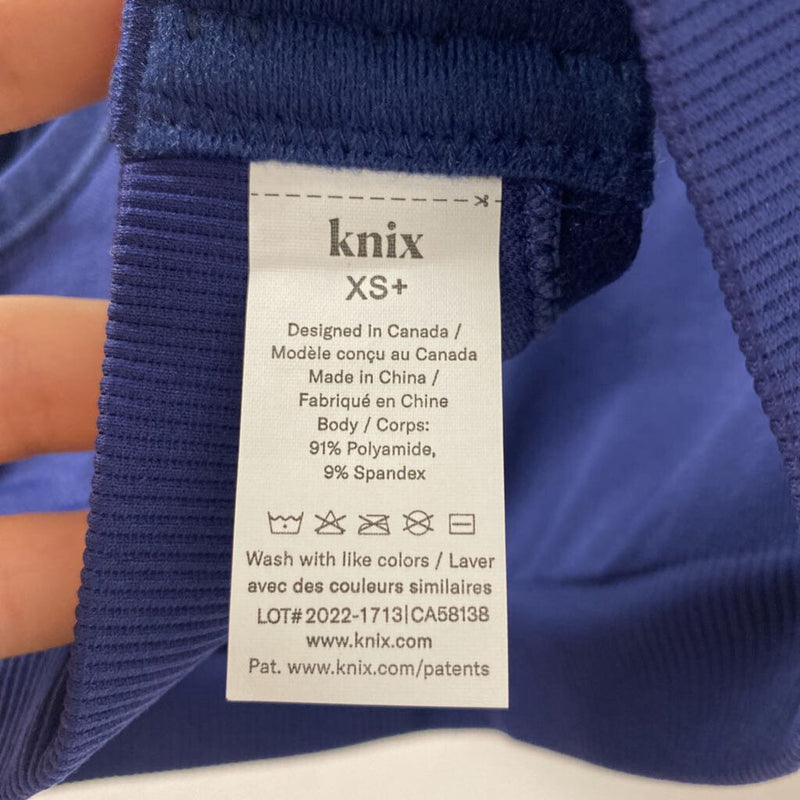 knix
XS+
Designed in Canada /
Modèle conçu au Canada
Made in China /
Fabriqué en Chine
Body / Corps:
91% Polyamide,
9% Spandex
Wash with like colors / Laver
avec des couleurs similaires
LOT# 2022-1713|CA58138
www.knix.com
Pat. www.knix.com/patents